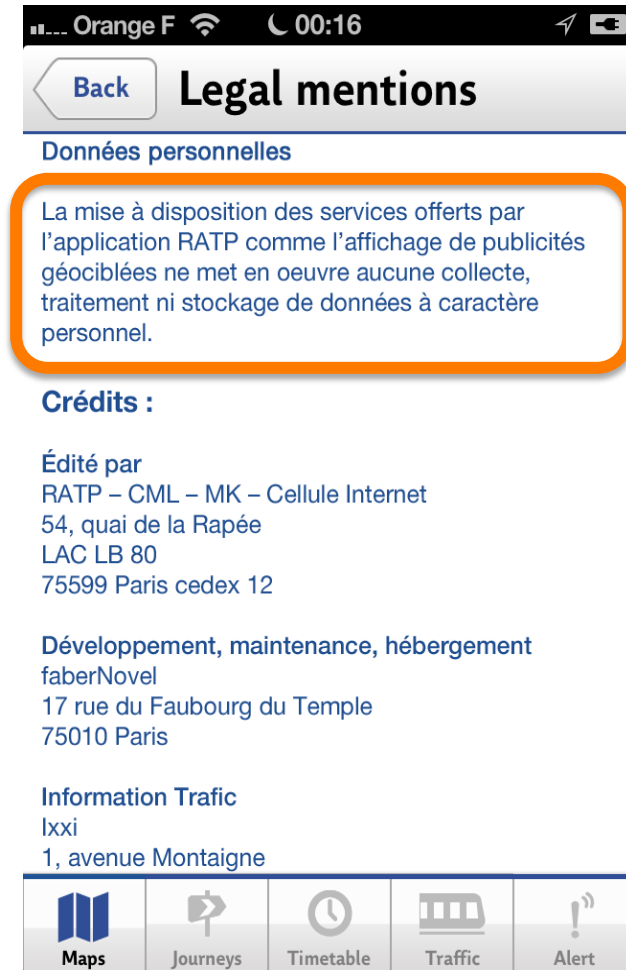 Orange F 00:16
Back Legal mentions
Données personnelles
La mise à disposition des services offerts par
l’application RATP comme l’affichage de publicités
géociblées ne met en oeuvre aucune collecte,
traitement ni stockage de données à caractère
personnel.
Crédits :
Édité par
RATP – CML – MK – Cellule Internet
54, quai de la Rapée
LAC LB 80
75599 Paris cedex 12
Développement, maintenance, hébergement
faberNovel
17 rue du Faubourg du Temple
75010 Paris
Information Trafic
Ixxi
1, avenue Montaigne
Maps Journeys Timetable Traffic Alert